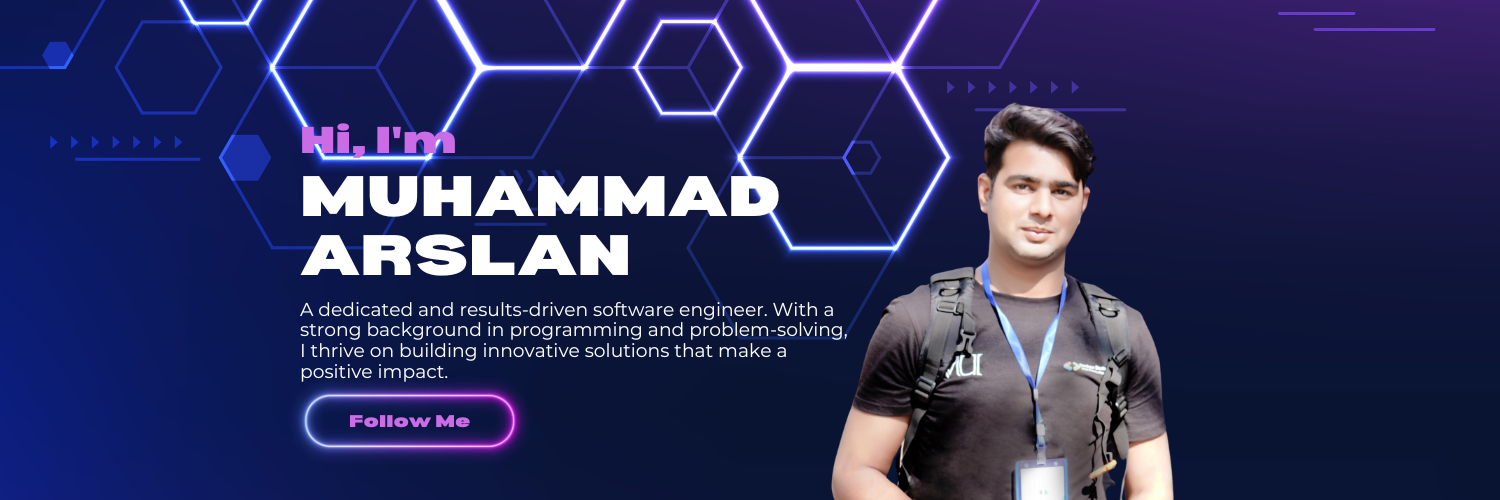 Hi, I'm
MUHAMMAD
ARSLAN
A dedicated and results-driven software engineer. With a
strong background in programming and problem-solving,
I thrive on building innovative solutions that make a
positive impact.
Follow Me